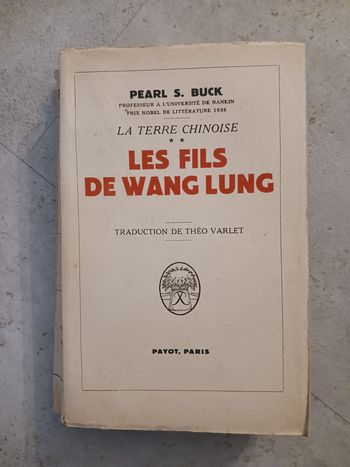 PEARL S. BUCK
PROFESSEUR A L'UNIVERSITÉ DE NANKIN
PRIX NOBEL DE LITTÉRATURE 1938
LA TERRE CHINOISE
★ ★
LES FILS
DE WANG LUNG
TRADUCTION DE THÉO VARLET
PAYOT, PARIS